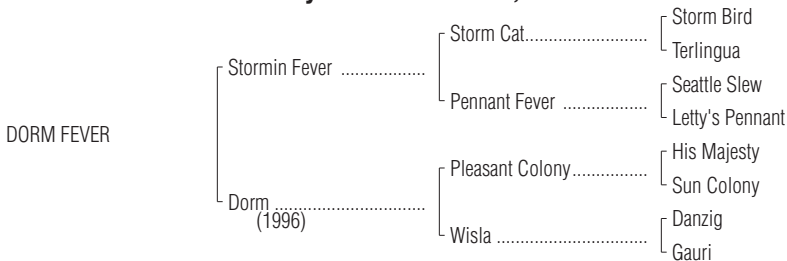 Storm Bird
Storm Cat..............................
Terlingua
Stormin Fever ..................
Seattle Slew
Pennant Fever ..................
Letty's Pennant
DORM FEVER
His Majesty
Pleasant Colony................
Sun Colony
Dorm ................................
(1996)
Danzig
Wisla ................................
Gauri